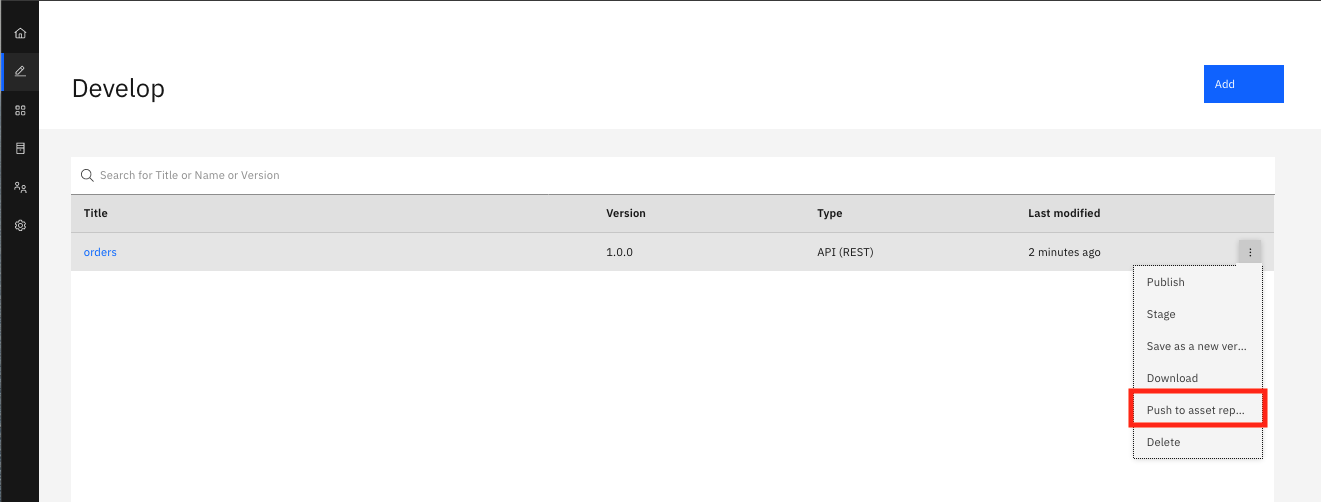 Develop
Add
Search for Title or Name or Version
Title Version Type Last modified
orders 1.0.0 API (REST) 2 minutes ago
Publish
Stage
Save as a new ver...
Download
Push to asset rep...
Delete